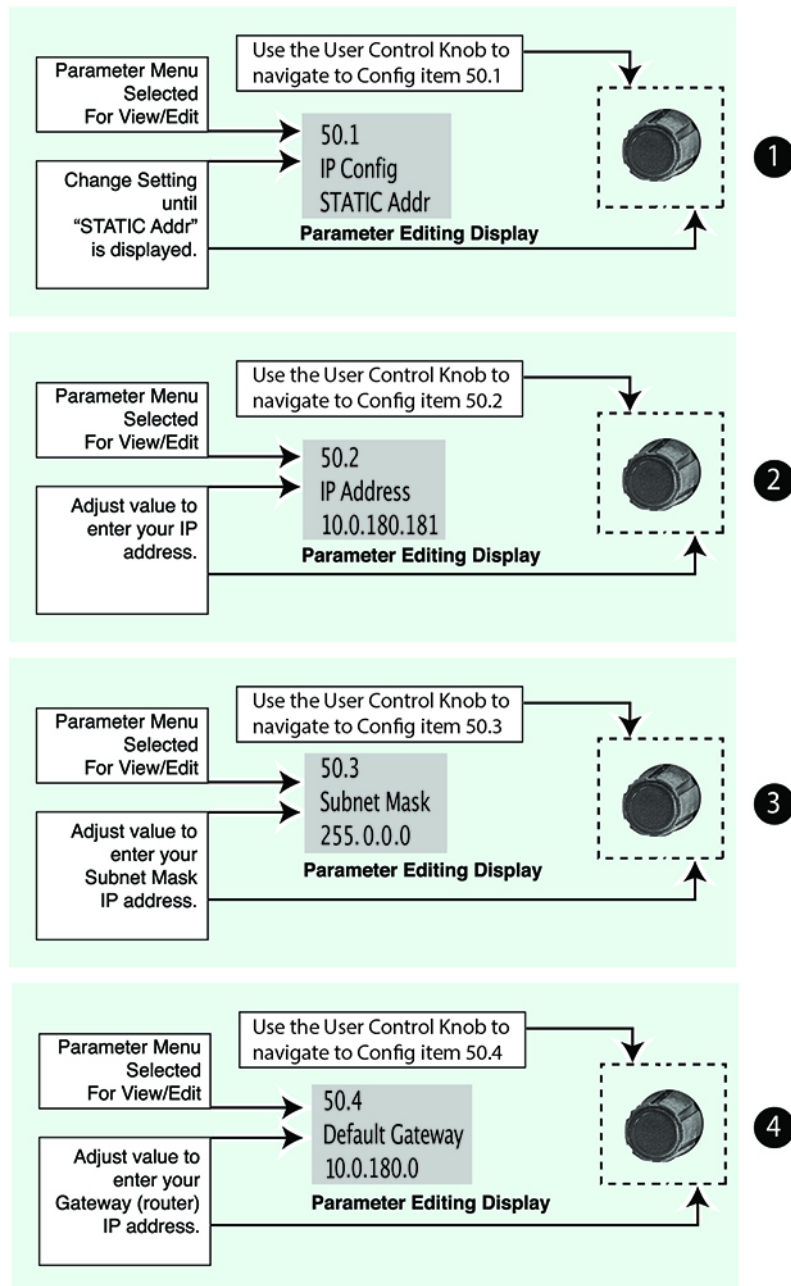 Use the User Control Knob to
navigate to Config item 50.1
Parameter Menu
Selected
For View/Edit
50.1
IP Config
STATIC Addr
Change Setting
until
“STATIC Addr”
is displayed.
Parameter Editing Display
1
Use the User Control Knob to
navigate to Config item 50.2
Parameter Menu
Selected
For View/Edit
50.2
IP Address
10.0.180.181
Adjust value to
enter your IP
address.
Parameter Editing Display
2
Use the User Control Knob to
navigate to Config item 50.3
Parameter Menu
Selected
For View/Edit
50.3
Subnet Mask
255.0.0.0
Adjust value to
enter your
Subnet Mask
IP address.
Parameter Editing Display
3
Use the User Control Knob to
navigate to Config item 50.4
Parameter Menu
Selected
For View/Edit
50.4
Default Gateway
10.0.180.0
Adjust value to
enter your
Gateway (router)
IP address.
Parameter Editing Display
4